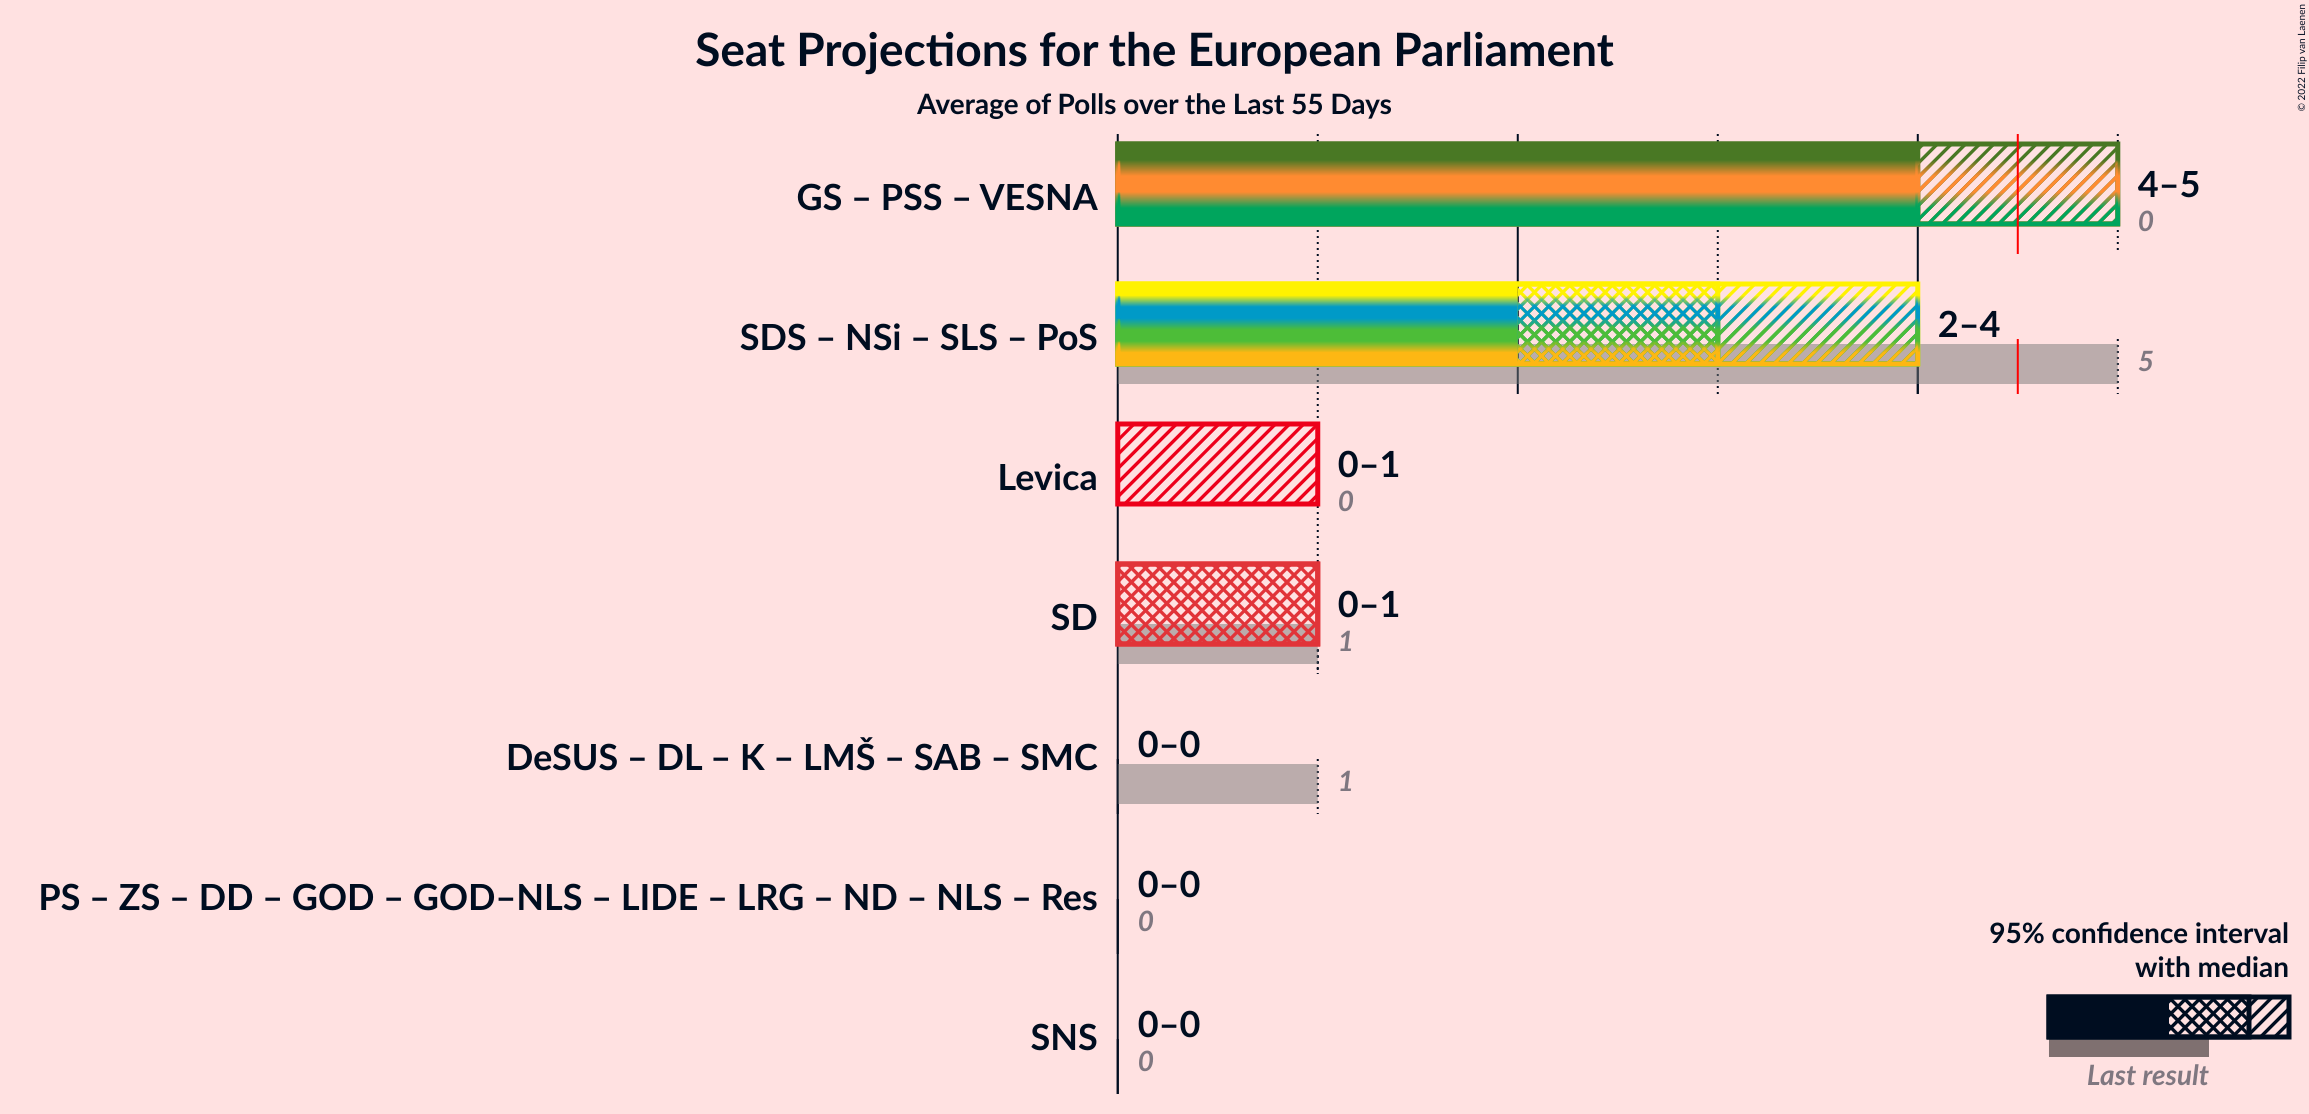 Seat Projections for the European Parliament
Average of Polls over the Last 55 Days
© 2022 Filip van Laenen
GS – PSS – VESNA
4–5
0
SDS – NSi – SLS – PoS
2–4
5
Levica
0–1
0
SD
0–1
1
DeSUS – DL – K – LMŠ – SAB – SMC
0–0
1
PS – ZS – DD – GOD – GOD–NLS – LIDE – LRG – ND – NLS – Res
0–0
0
SNS
0–0
0
95% confidence interval
with median
Last result